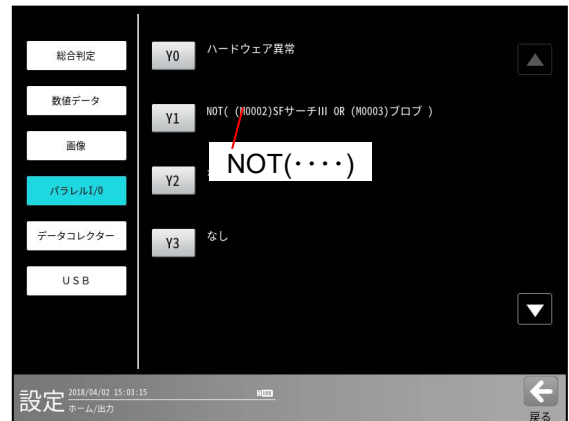 総合判定
数値データ
画像
パラレルI/O
データコレクター
USB
Y0 ハードウェア異常
Y1 NOT( (M0002)SFサーチIII OR (M0003)ブロブ )
NOT(････)
Y2
Y3 なし
設定 2018/04/02 15:03:15
ホーム/出力
戻る